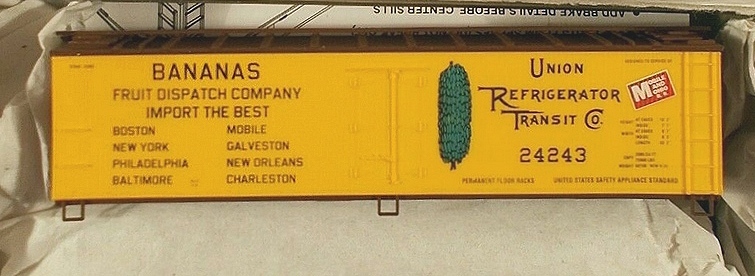 ADD BRAKE DETAILS BEFORE CENTER SILLS
BANANAS
FRUIT DISPATCH COMPANY
IMPORT THE BEST
BOSTON MOBILE
NEW YORK GALVESTON
PHILADELPHIA NEW ORLEANS
BALTIMORE CHARLESTON
UNION
REFRIGERATOR
TRANSIT CO.
24243
MOBILE
AND
OHIO
R.R.
PERMANENT FLOOR RACKS UNITED STATES SAFETY APPLIANCE STANDARD